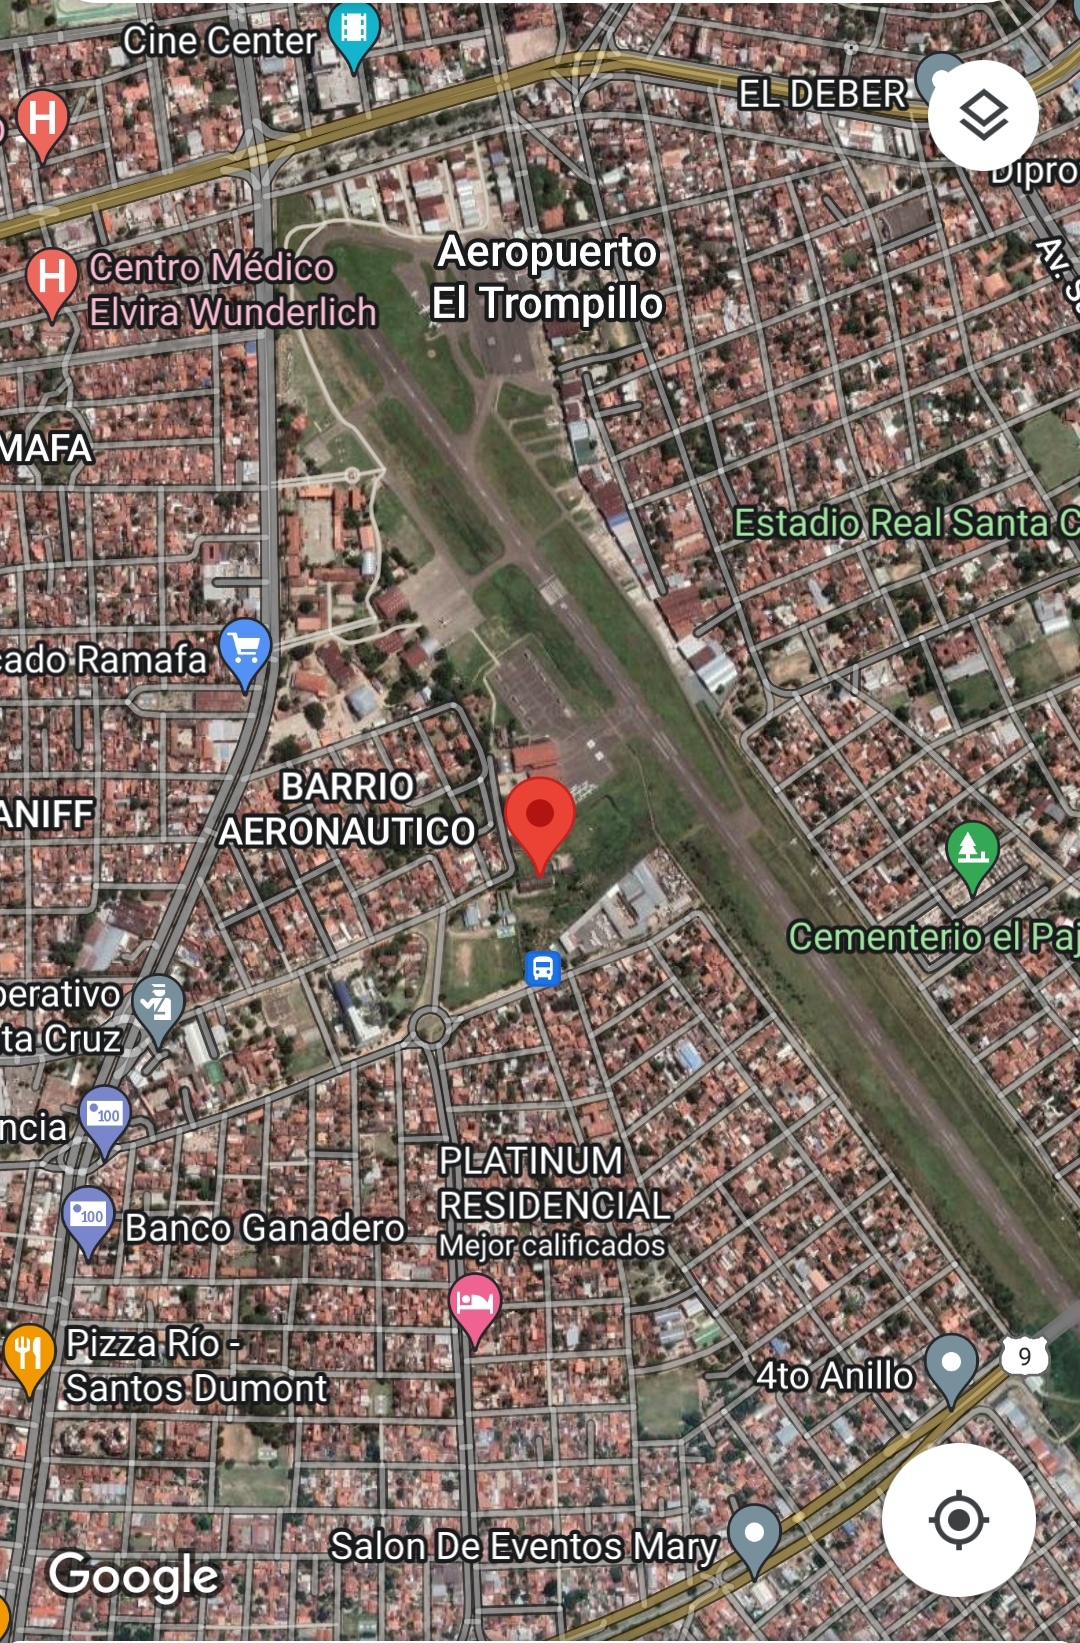 Cine Center
EL DEBER
H
Dipro
Aeropuerto
El Trompillo
Av. S
H
Centro Médico
Elvira Wunderlich
MAFA
Estadio Real Santa C
cado Ramafa
BARRIO
AERONAUTICO
ANIFF
Cementerio el Paj
perativo
ta Cruz
100
ncia
PLATINUM
RESIDENCIAL
Mejor calificados
100
Banco Ganadero
Pizza Río -
Santos Dumont
9
4to Anillo
Salon De Eventos Mary
Google